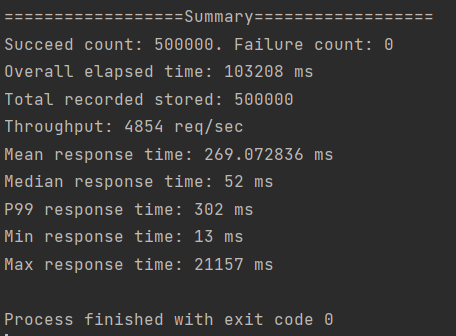 ==================Summary==================
Succeed count: 500000. Failure count: 0
Overall elapsed time: 103208 ms
Total recorded stored: 500000
Throughput: 4854 req/sec
Mean response time: 269.072836 ms
Median response time: 52 ms
P99 response time: 302 ms
Min response time: 13 ms
Max response time: 21157 ms
Process finished with exit code 0